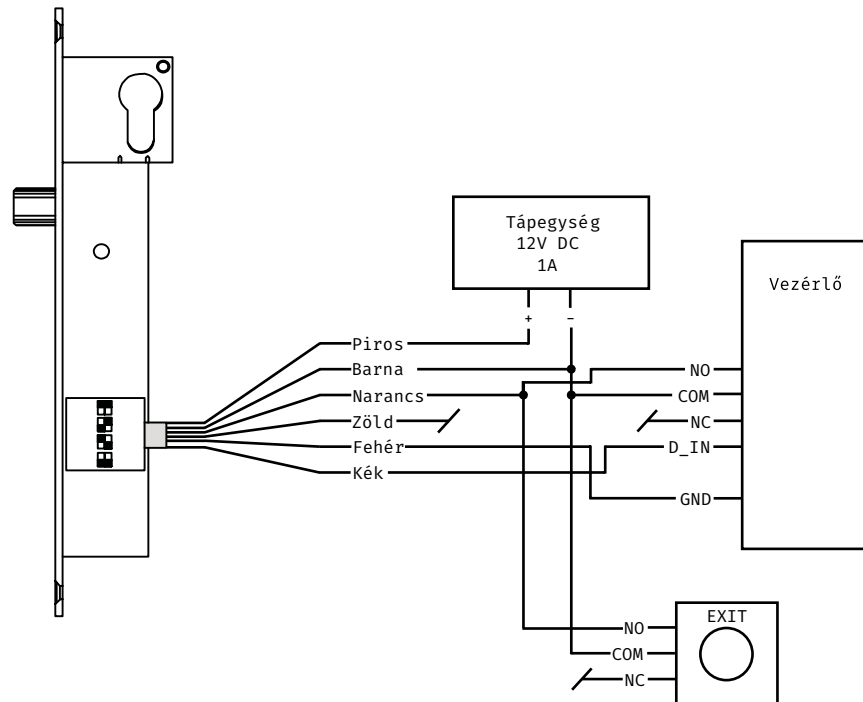 Tápegység
12V DC
1A
Vezérlő
+ -
Piros
Barna
Narancs
Zöld
Fehér
Kék
NO
COM
NC
D_IN
GND
EXIT
NO
COM
NC